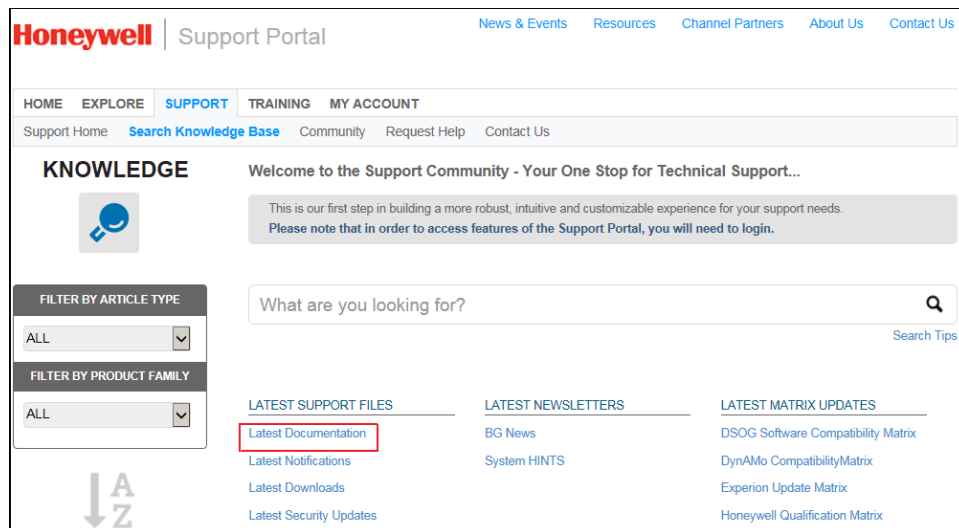 Honeywell | Support Portal
News & Events Resources Channel Partners About Us Contact Us
HOME EXPLORE SUPPORT TRAINING MY ACCOUNT
Support Home Search Knowledge Base Community Request Help Contact Us
KNOWLEDGE
Welcome to the Support Community - Your One Stop for Technical Support...
This is our first step in building a more robust, intuitive and customizable experience for your support needs.
Please note that in order to access features of the Support Portal, you will need to login.
FILTER BY ARTICLE TYPE
ALL
FILTER BY PRODUCT FAMILY
ALL
A
Z
What are you looking for?
Search Tips
LATEST SUPPORT FILES
Latest Documentation
Latest Notifications
Latest Downloads
Latest Security Updates
LATEST NEWSLETTERS
BG News
System HINTS
LATEST MATRIX UPDATES
DSOG Software Compatibility Matrix
DynAMo CompatibilityMatrix
Experion Update Matrix
Honeywell Qualification Matrix